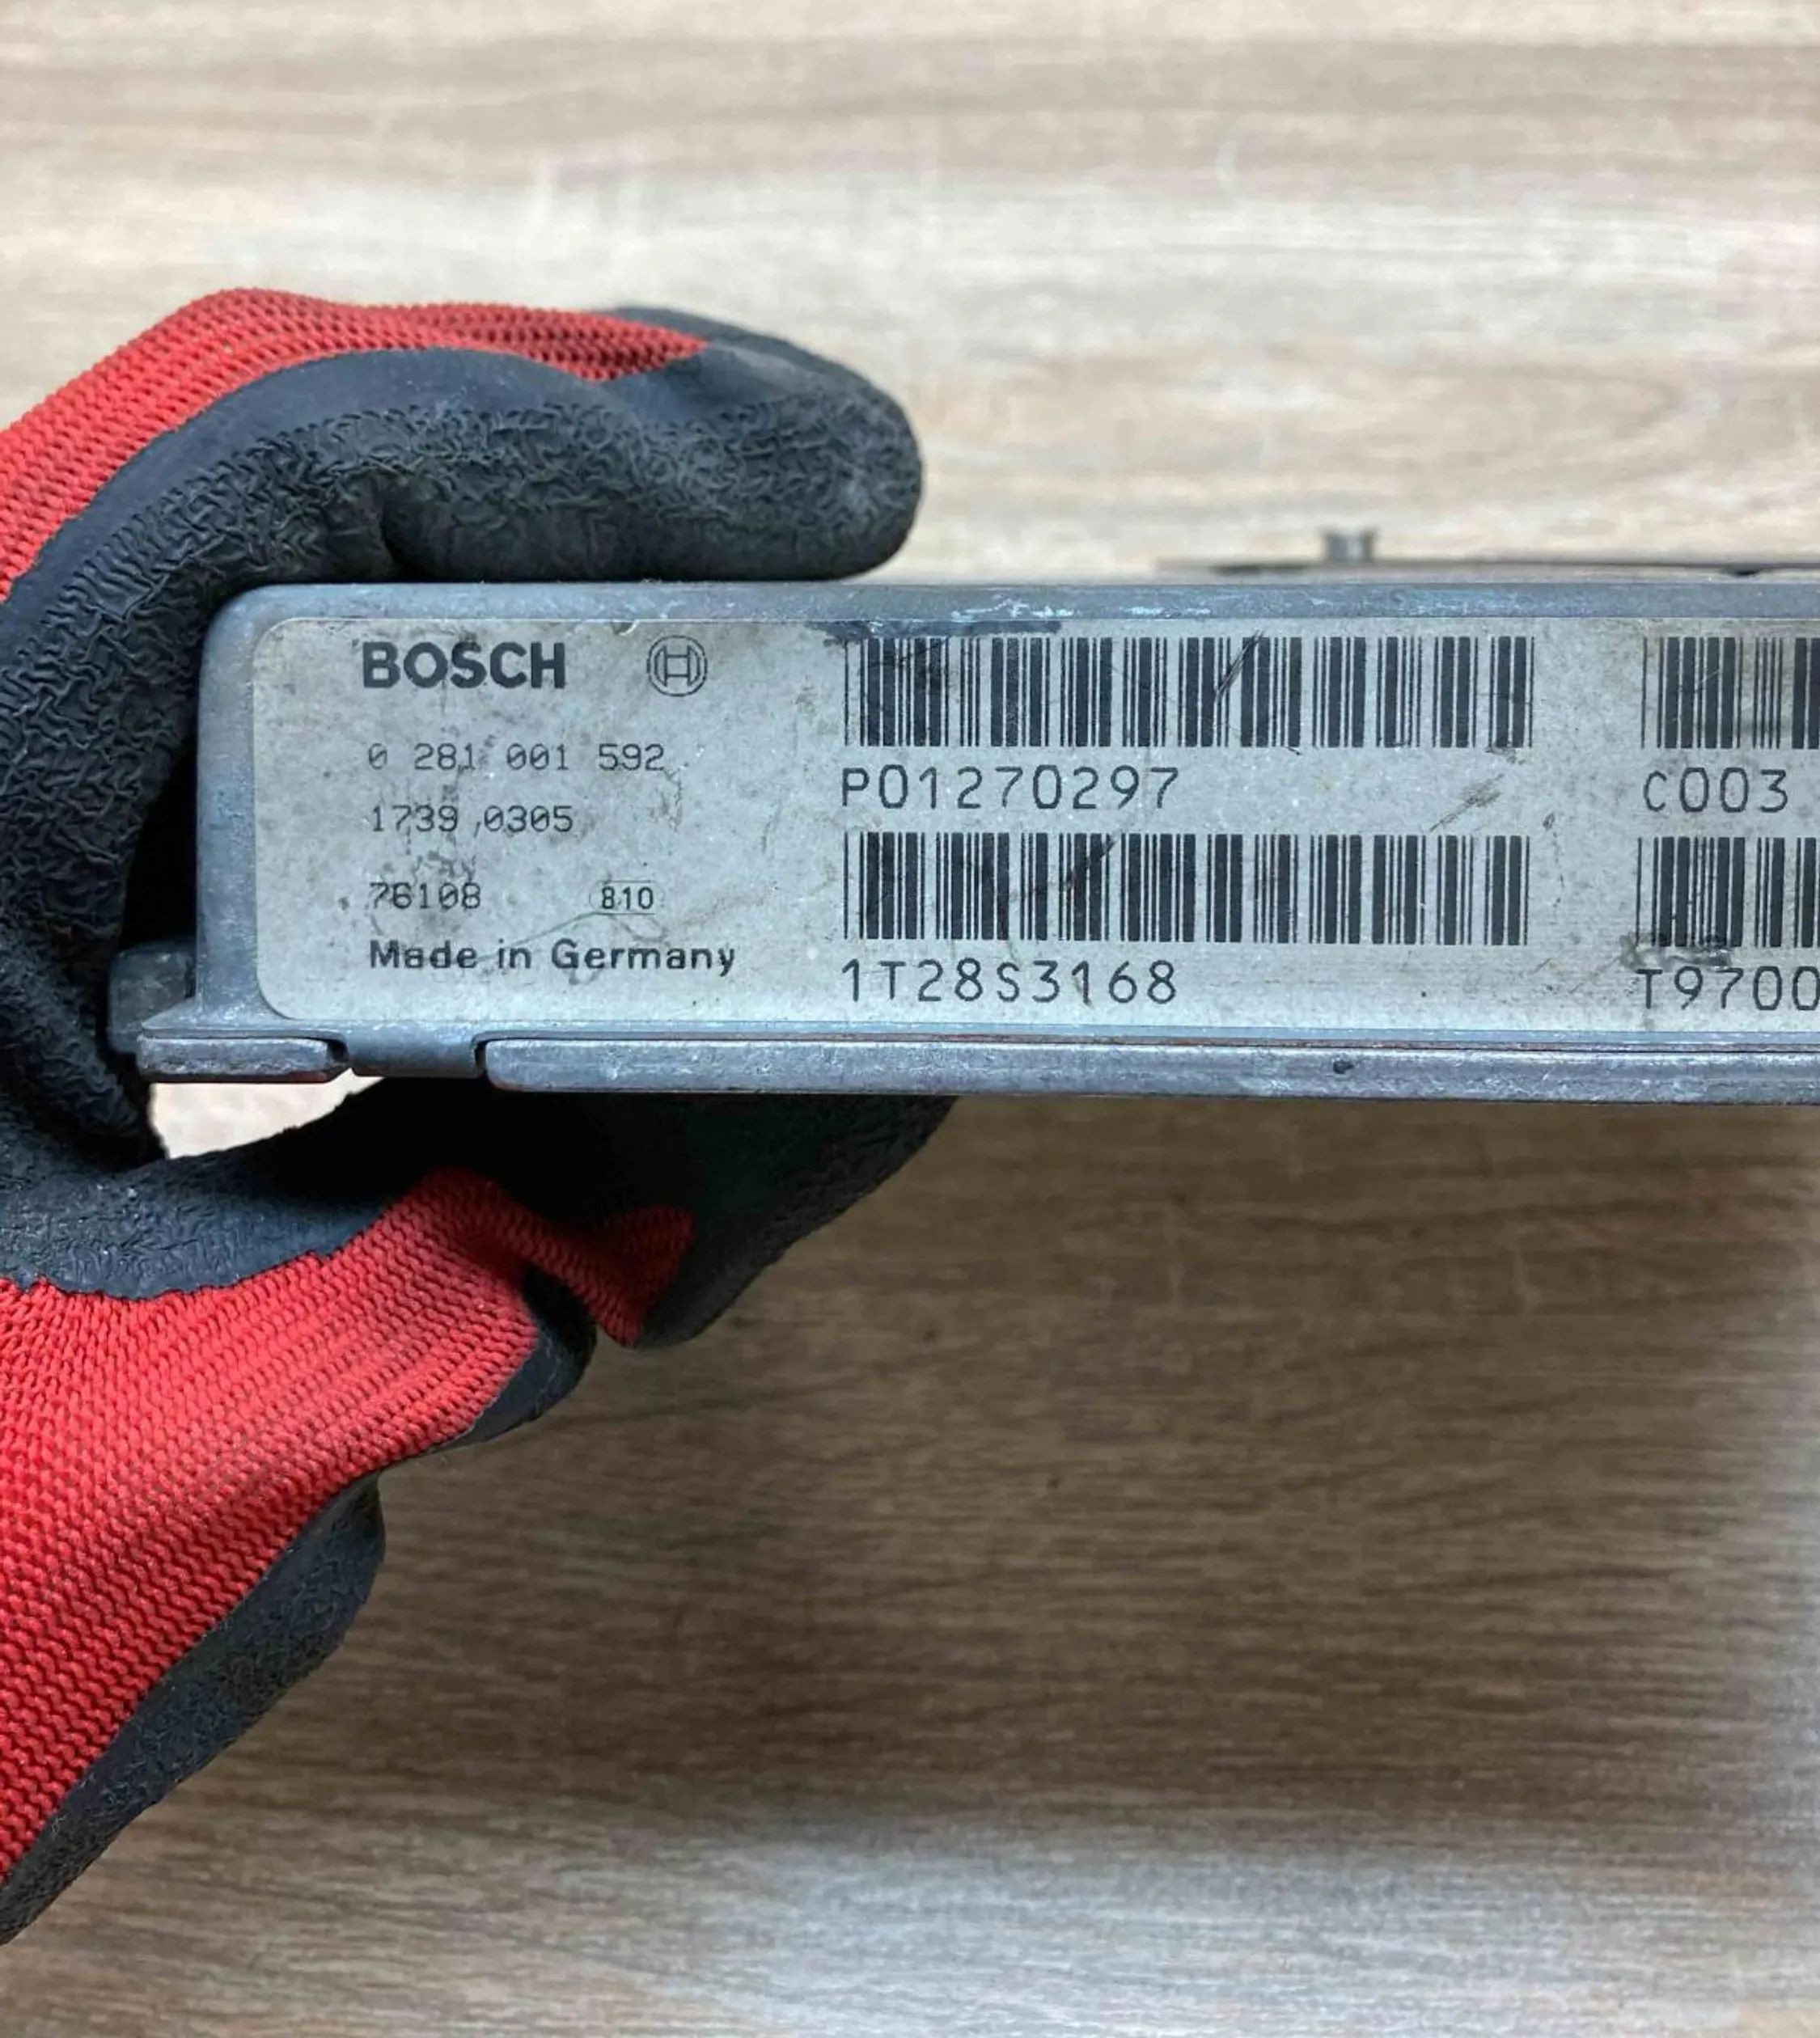 BOSCH
0 281 001 592
1739 0305
76108 810
Made in Germany
P01270297
1T28S3168
C003
T9700